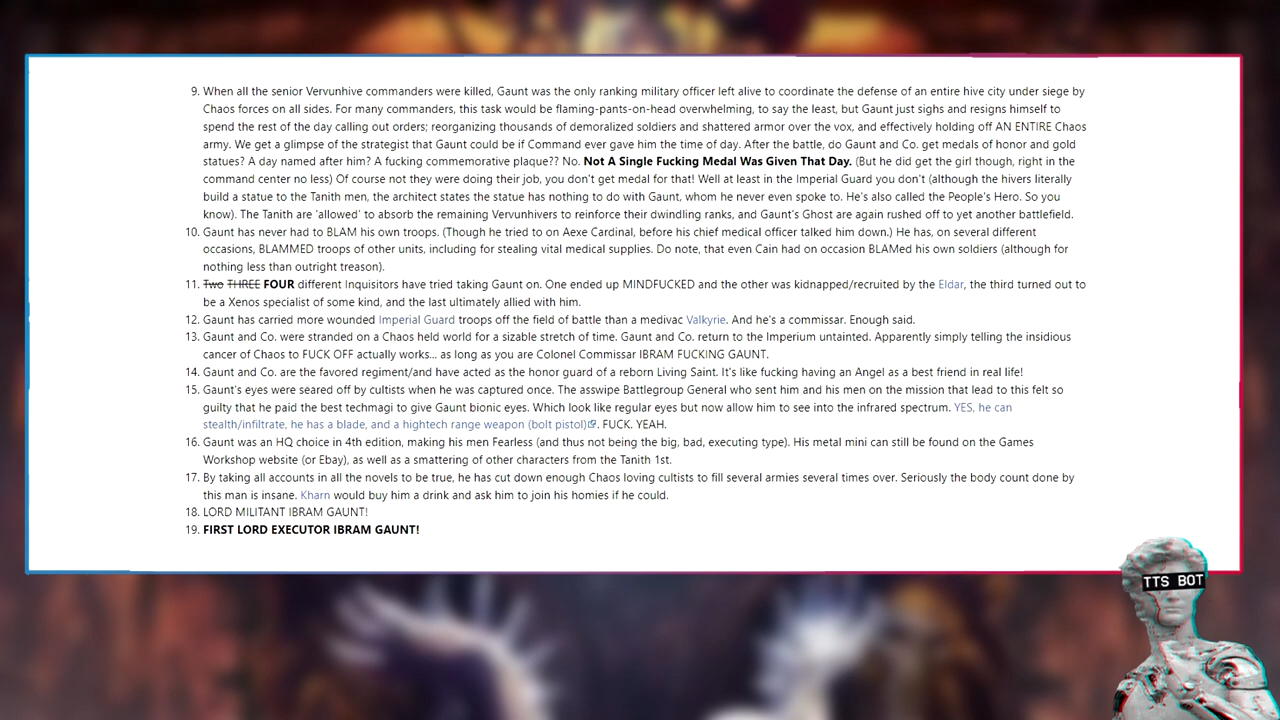 9. When all the senior Vervunhive commanders were killed, Gaunt was the only ranking military officer left alive to coordinate the defense of an entire hive city under siege by
Chaos forces on all sides. For many commanders, this task would be flaming-pants-on-head overwhelming, to say the least, but Gaunt just sighs and resigns himself to
spend the rest of the day calling out orders; reorganizing thousands of demoralized soldiers and shattered armor over the vox, and effectively holding off AN ENTIRE Chaos
army. We get a glimpse of the strategist that Gaunt could be if Command ever gave him the time of day. After the battle, do Gaunt and Co. get medals of honor and gold
statues? A day named after him? A fucking commemorative plaque?? No. Not A Single Fucking Medal Was Given That Day. (But he did get the girl though, right in the
command center no less) Of course not they were doing their job, you don't get medal for that! Well at least in the Imperial Guard you don't (although the hivers literally
build a statue to the Tanith men, the architect states the statue has nothing to do with Gaunt, whom he never even spoke to. He's also called the People's Hero. So you
know). The Tanith are 'allowed' to absorb the remaining Vervunhivers to reinforce their dwindling ranks, and Gaunt's Ghost are again rushed off to yet another battlefield.
10. Gaunt has never had to BLAM his own troops. (Though he tried to on Aexe Cardinal, before his chief medical officer talked him down.) He has, on several different
occasions, BLAMMED troops of other units, including for stealing vital medical supplies. Do note, that even Cain had on occasion BLAMed his own soldiers (although for
nothing less than outright treason).
11. Two THREE FOUR different Inquisitors have tried taking Gaunt on. One ended up MINDFUCKED and the other was kidnapped/recruited by the Eldar, the third turned out to
be a Xenos specialist of some kind, and the last ultimately allied with him.
12. Gaunt has carried more wounded Imperial Guard troops off the field of battle than a medivac Valkyrie. And he's a commissar. Enough said.
13. Gaunt and Co. were stranded on a Chaos held world for a sizable stretch of time. Gaunt and Co. return to the Imperium untainted. Apparently simply telling the insidious
cancer of Chaos to FUCK OFF actually works... as long as you are Colonel Commissar IBRAM FUCKING GAUNT.
14. Gaunt and Co. are the favored regiment/and have acted as the honor guard of a reborn Living Saint. It's like fucking having an Angel as a best friend in real life!
15. Gaunt's eyes were seared off by cultists when he was captured once. The asswipe Battlegroup General who sent him and his men on the mission that lead to this felt so
guilty that he paid the best techmagi to give Gaunt bionic eyes. Which look like regular eyes but now allow him to see into the infrared spectrum. YES, he can
stealth/infiltrate, he has a blade, and a hightech range weapon (bolt pistol). FUCK. YEAH.
16. Gaunt was an HQ choice in 4th edition, making his men Fearless (and thus not being the big, bad, executing type). His metal mini can still be found on the Games
Workshop website (or Ebay), as well as a smattering of other characters from the Tanith 1st.
17. By taking all accounts in all the novels to be true, he has cut down enough Chaos loving cultists to fill several armies several times over. Seriously the body count done by
this man is insane. Kharn would buy him a drink and ask him to join his homies if he could.
18. LORD MILITANT IBRAM GAUNT!
19. FIRST LORD EXECUTOR IBRAM GAUNT!
TTS BOT